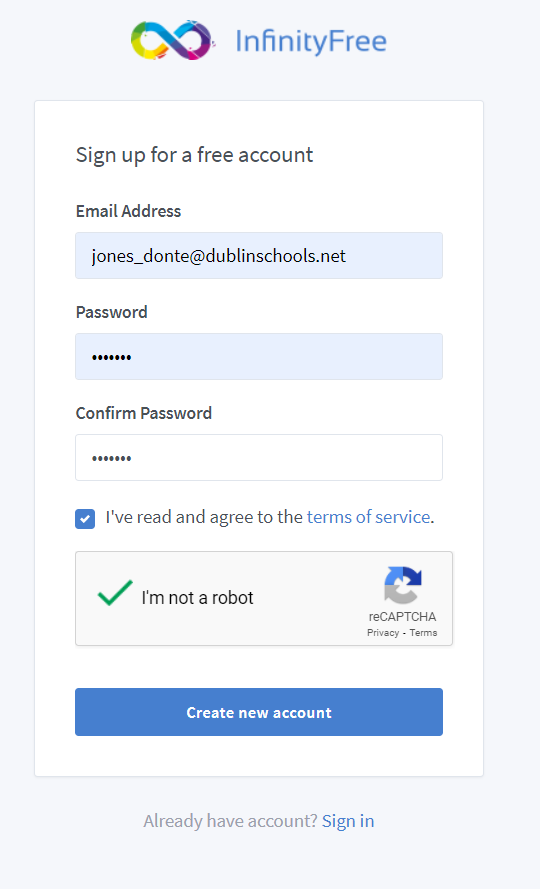 InfinityFree
Sign up for a free account
Email Address
jones_donte@dublinschools.net
Password
•••••••
Confirm Password
•••••••
I've read and agree to the terms of service.
I'm not a robot
reCAPTCHA
Privacy - Terms
Create new account
Already have account? Sign in